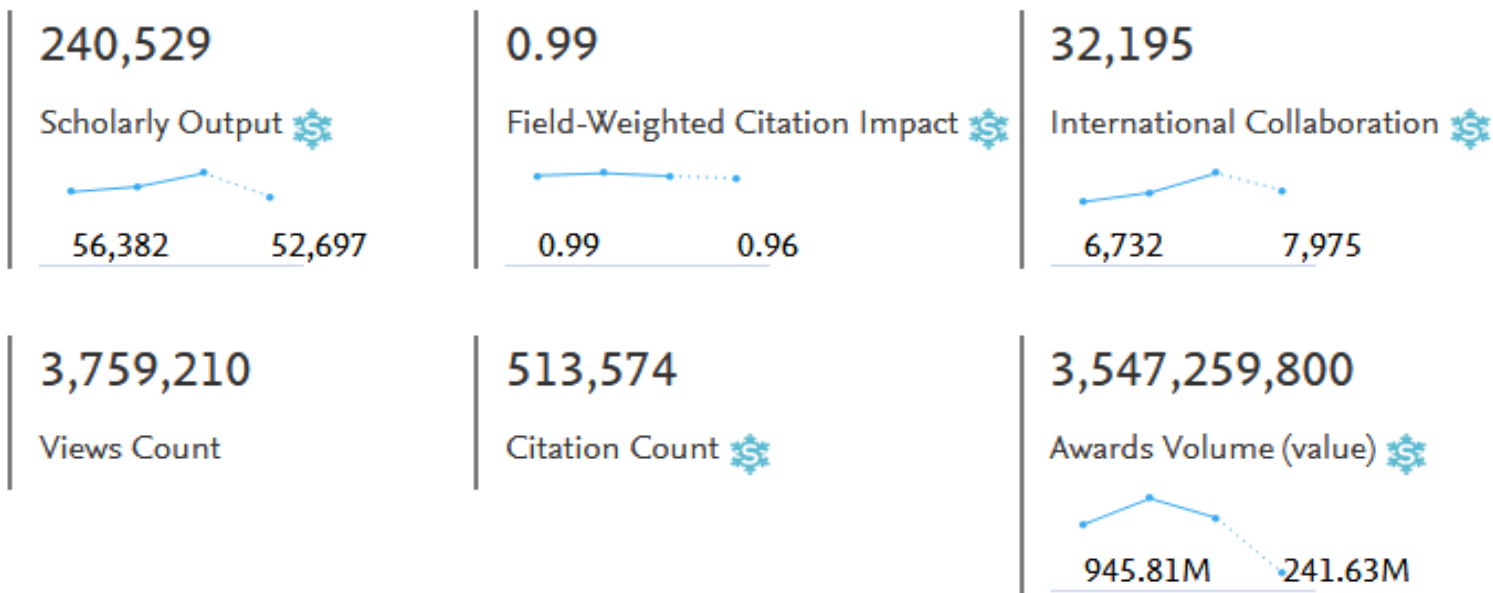 240,529
Scholarly Output
56,382 52,697
0.99
Field-Weighted Citation Impact
0.99 0.96
32,195
International Collaboration
6,732 7,975
3,759,210
Views Count
513,574
Citation Count
3,547,259,800
Awards Volume (value)
945.81M 241.63M